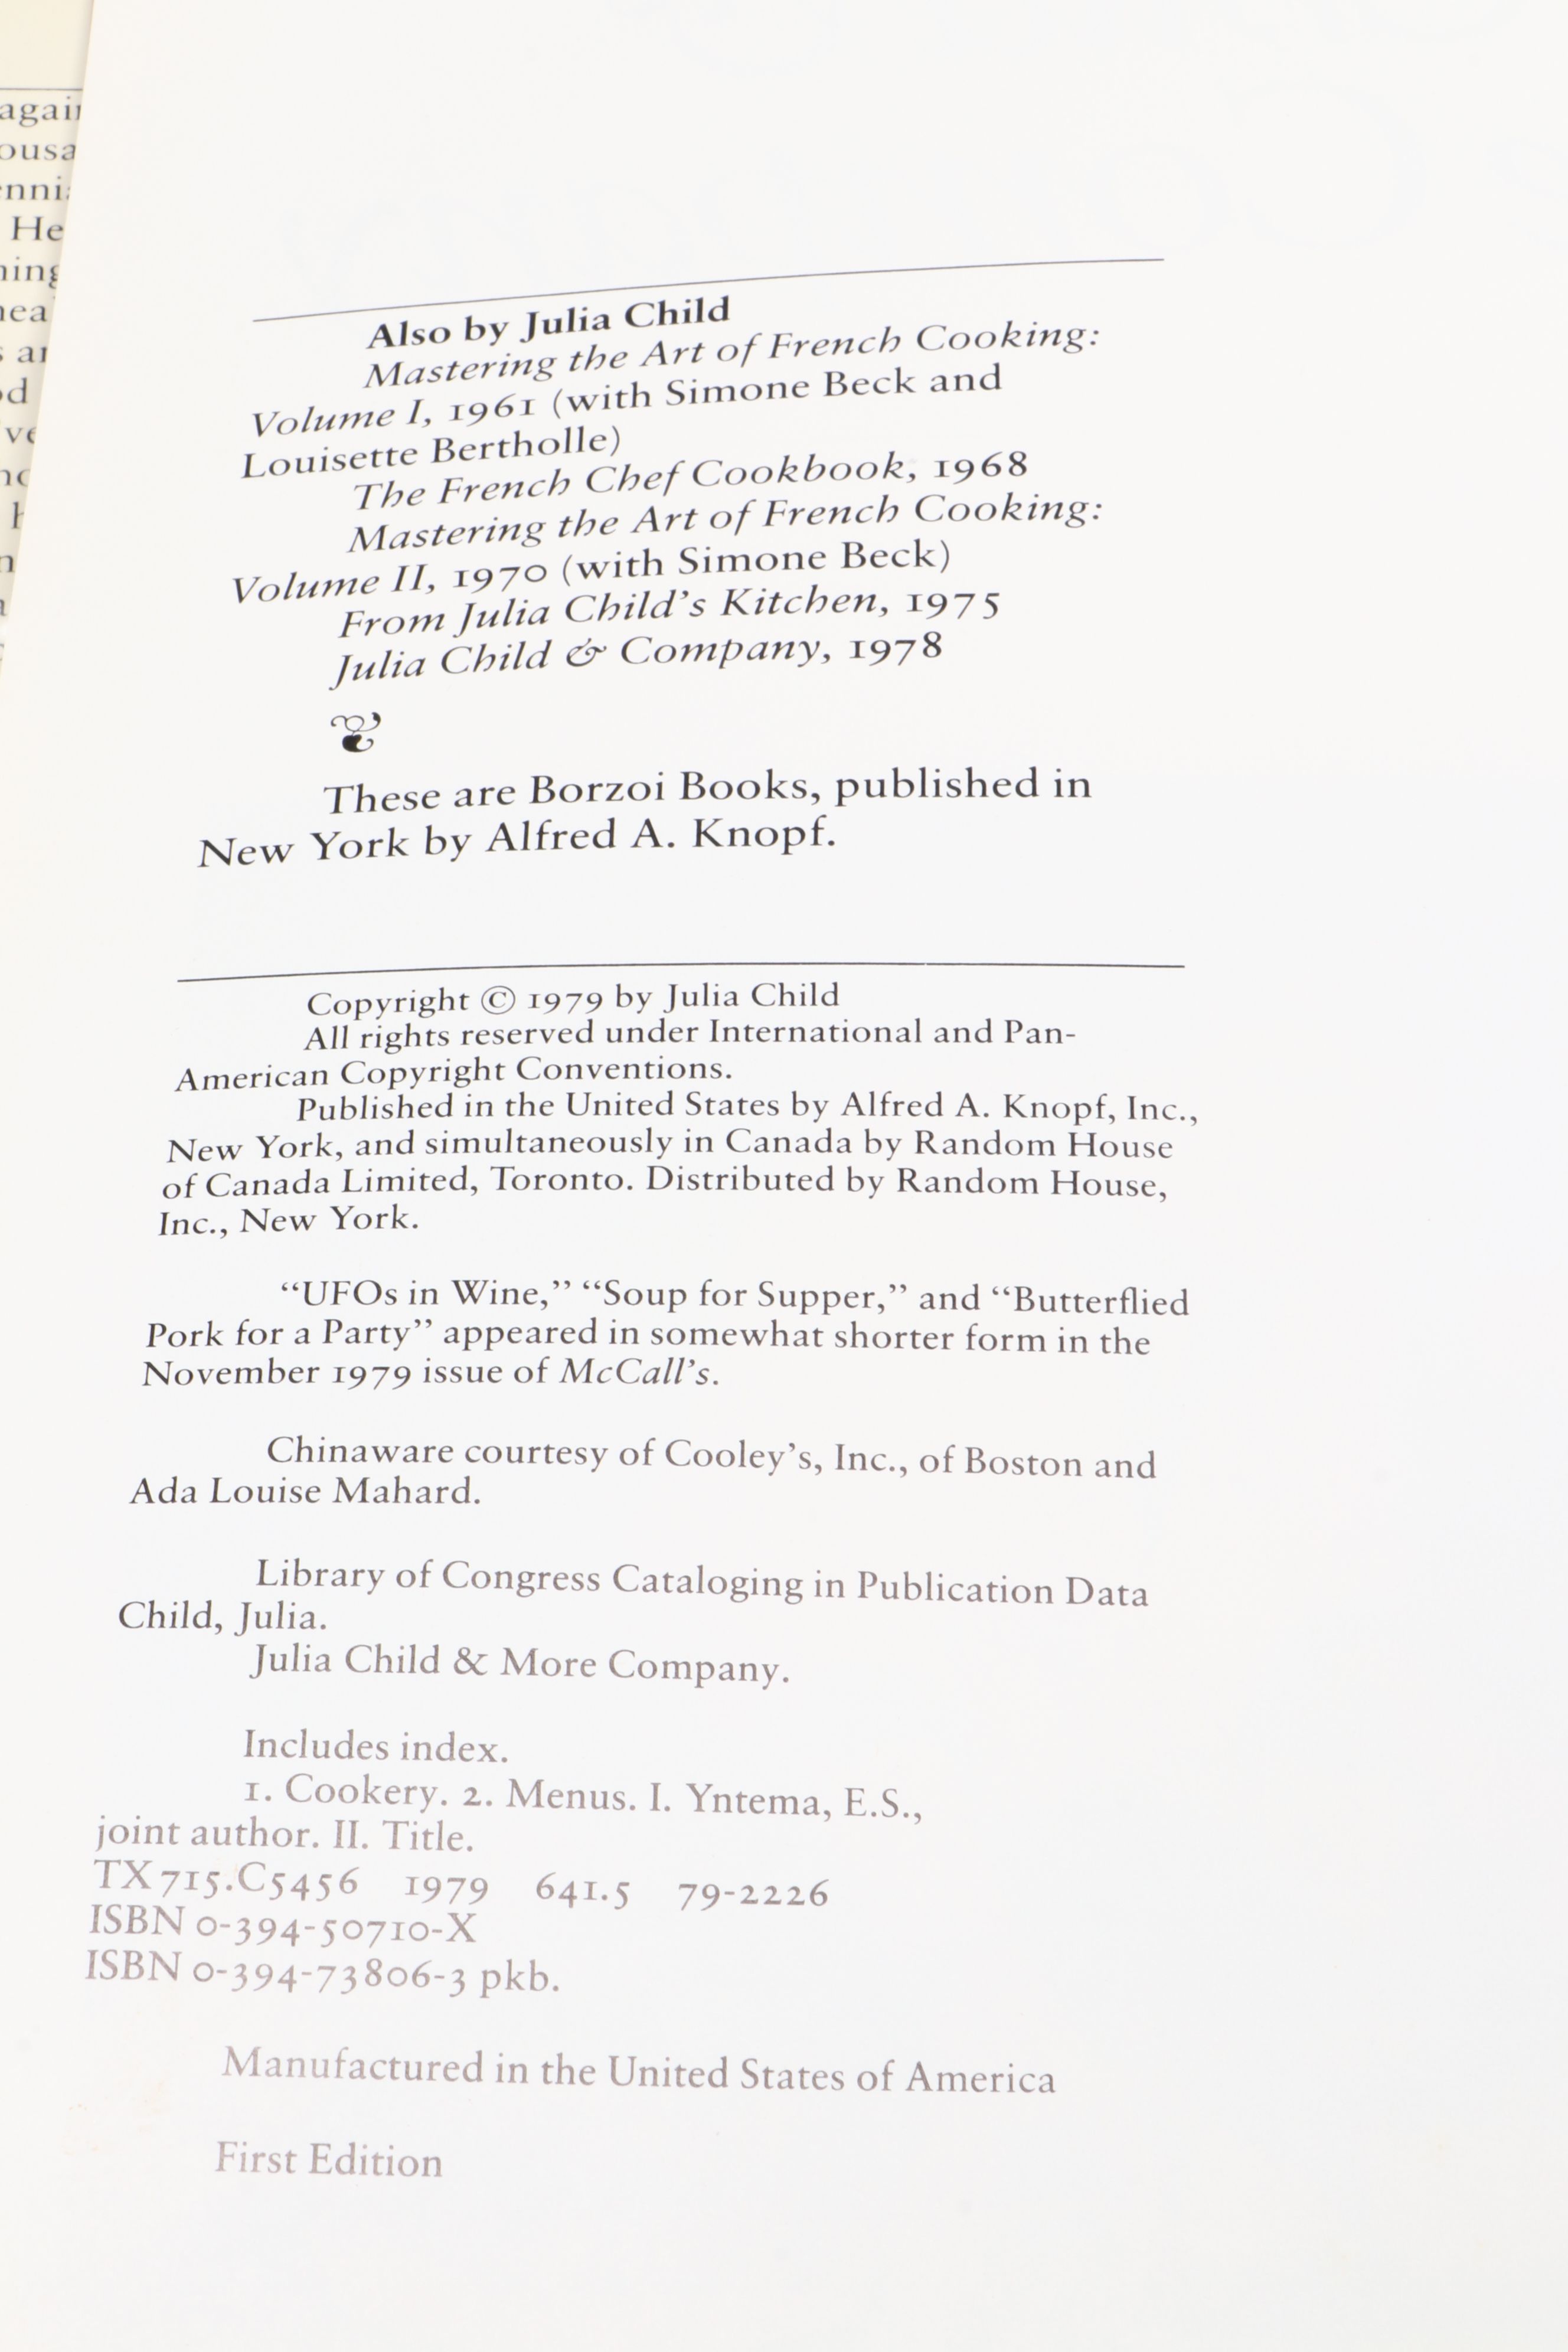 again
He
Also by Julia Child
Mastering the Art of French Cooking:
Volume I, 1961 (with Simone Beck and
Louisette Bertholle)
The French Chef Cookbook, 1968
Mastering the Art of French Cooking:
Volume II, 1970 (with Simone Beck)
From Julia Child's Kitchen, 1975
Julia Child & Company, 1978
These are Borzoi Books, published in
New York by Alfred A. Knopf.
Copyright © 1979 by Julia Child
All rights reserved under International and Pan-
American Copyright Conventions.
Published in the United States by Alfred A. Knopf, Inc.,
New York, and simultaneously in Canada by Random House
of Canada Limited, Toronto. Distributed by Random House,
Inc., New York.
“UFOs in Wine,” “Soup for Supper,” and “Butterflied
Pork for a Party” appeared in somewhat shorter form in the
November 1979 issue of McCall's.
Chinaware courtesy of Cooley's, Inc., of Boston and
Ada Louise Mahard.
Library of Congress Cataloging in Publication Data
Child, Julia.
Julia Child & More Company.
Includes index.
1. Cookery. 2. Menus. I. Yntema, E.S.,
joint author. II. Title.
TX715.C5456 1979 641.5 79-2226
ISBN 0-394-50710-X
ISBN 0-394-73806-3 pkb.
Manufactured in the United States of America
First Edition